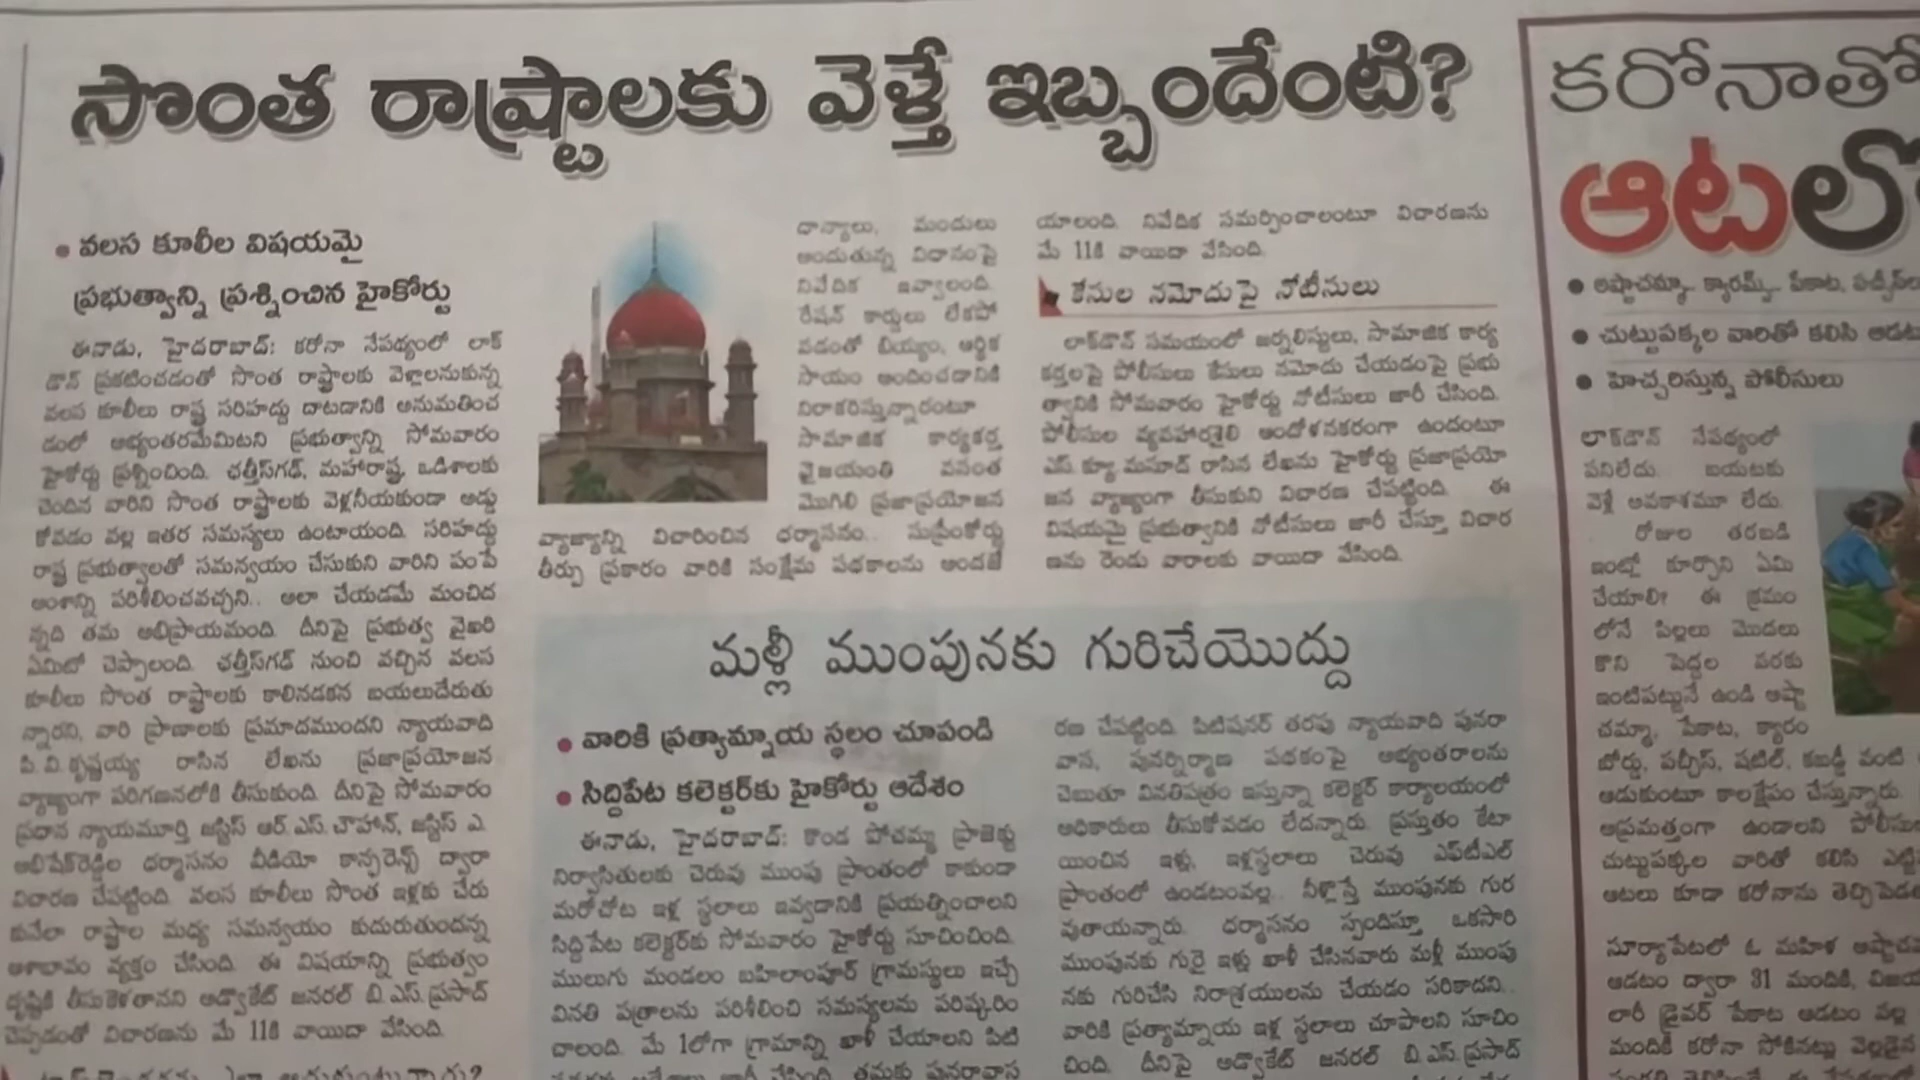 సొంత రాష్ట్రాలకు వెళ్తే ఇబ్బందేంటి?
• వలస కూలీల విషయమై
ప్రభుత్వాన్ని ప్రశ్నించిన హైకోర్టు
ఈనాడు, హైదరాబాద్: కరోనా నేపథ్యంలో లాక్
డౌన్ ప్రకటించడంతో సొంత రాష్ట్రాలకు వెళ్లాలనుకున్న
వలస కూలీలు రాష్ట్ర సరిహద్దు దాటడానికి అనుమతించ
డంలో అభ్యంతరమేమిటని ప్రభుత్వాన్ని సోమవారం
హైకోర్టు ప్రశ్నించింది. ఛత్తీస్‌గఢ్, మహారాష్ట్ర, ఒడిశాలకు
చెందిన వారిని సొంత రాష్ట్రాలకు వెళ్లనీయకుండా అడ్డు
కోవడం వల్ల ఇతర సమస్యలు ఉంటాయంది. సరిహద్దు
రాష్ట్ర ప్రభుత్వాలతో సమన్వయం చేసుకుని వారిని పంపే
అంశాన్ని పరిశీలించవచ్చని.. అలా చేయడమే మంచిద
న్నది తమ అభిప్రాయమంది. దీనిపై ప్రభుత్వ వైఖరి
ఏమిటో చెప్పాలంది. ఛత్తీస్‌గఢ్ నుంచి వచ్చిన వలస
కూలీలు సొంత రాష్ట్రాలకు కాలినడకన బయలుదేరుతు
న్నారని, వారి ప్రాణాలకు ప్రమాదముందని న్యాయవాది
పి.వి.కృష్ణయ్య రాసిన లేఖను ప్రజాప్రయోజన
వ్యాజ్యంగా పరిగణనలోకి తీసుకుంది. దీనిపై సోమవారం
ప్రధాన న్యాయమూర్తి జస్టిస్ ఆర్.ఎస్.చౌహాన్, జస్టిస్ ఎ.
అభిషేక్‌రెడ్డిల ధర్మాసనం వీడియో కాన్ఫరెన్స్ ద్వారా
విచారణ చేపట్టింది. వలస కూలీలు సొంత ఇళ్లకు చేరు
కునేలా రాష్ట్రాల మధ్య సమన్వయం కుదురుతుందన్న
ఆశాభావం వ్యక్తం చేసింది. ఈ విషయాన్ని ప్రభుత్వం
దృష్టికి తీసుకెళతానని అడ్వొకేట్ జనరల్ బి.ఎస్.ప్రసాద్
చెప్పడంతో విచారణను మే 11కి వాయిదా వేసింది.
ధాన్యాలు, మందులు
అందుతున్న విధానంపై
నివేదిక ఇవ్వాలంది.
రేషన్ కార్డులు లేకపో
వడంతో బియ్యం, ఆర్థిక
సాయం అందించడానికి
నిరాకరిస్తున్నారంటూ
సామాజిక కార్యకర్త
వైజయంతి వసంత
మొగిలి ప్రజాప్రయోజన
వ్యాజ్యాన్ని విచారించిన ధర్మాసనం.. సుప్రీంకోర్టు
తీర్పు ప్రకారం వారికి సంక్షేమ పథకాలను అందజే
యాలంది. నివేదిక సమర్పించాలంటూ విచారణను
మే 11కి వాయిదా వేసింది.
కేసుల నమోదుపై నోటీసులు
లాక్‌డౌన్ సమయంలో జర్నలిస్టులు, సామాజిక కార్య
కర్తలపై పోలీసులు కేసులు నమోదు చేయడంపై ప్రభు
త్వానికి సోమవారం హైకోర్టు నోటీసులు జారీ చేసింది.
పోలీసుల వ్యవహారశైలి ఆందోళనకరంగా ఉందంటూ
ఎస్.క్యూ.మసూద్ రాసిన లేఖను హైకోర్టు ప్రజాప్రయో
జన వ్యాజ్యంగా తీసుకుని విచారణ చేపట్టింది. ఈ
విషయమై ప్రభుత్వానికి నోటీసులు జారీ చేస్తూ విచార
ణను రెండు వారాలకు వాయిదా వేసింది.
మళ్లీ ముంపునకు గురిచేయొద్దు
• వారికి ప్రత్యామ్నాయ స్థలం చూపండి
• సిద్దిపేట కలెక్టర్‌కు హైకోర్టు ఆదేశం
ఈనాడు, హైదరాబాద్: కొండ పోచమ్మ ప్రాజెక్టు
నిర్వాసితులకు చెరువు ముంపు ప్రాంతంలో కాకుండా
మరోచోట ఇళ్ల స్థలాలు ఇవ్వడానికి ప్రయత్నించాలని
సిద్దిపేట కలెక్టర్‌కు సోమవారం హైకోర్టు సూచించింది.
ములుగు మండలం బహిలాంపూర్ గ్రామస్థులు ఇచ్చే
వినతి పత్రాలను పరిశీలించి సమస్యలను పరిష్కరిం
చాలంది. మే 1లోగా గ్రామాన్ని ఖాళీ చేయాలని పిటి
రణ చేపట్టింది. పిటిషనర్ తరపు న్యాయవాది పునరా
వాస, పునర్నిర్మాణ పథకంపై అభ్యంతరాలను
చెబుతూ వినతిపత్రం ఇస్తున్నా కలెక్టర్ కార్యాలయంలో
అధికారులు తీసుకోవడం లేదన్నారు. ప్రస్తుతం కేటా
యించిన ఇళ్లు, ఇళ్లస్థలాలు చెరువు ఎఫ్‌టీఎల్
ప్రాంతంలో ఉండటంవల్ల.. నీళ్లొస్తే ముంపునకు గుర
వుతాయన్నారు. ధర్మాసనం స్పందిస్తూ ఒకసారి
ముంపునకు గురై ఇళ్లు ఖాళీ చేసినవారు మళ్లీ ముంపు
నకు గురిచేసి నిరాశ్రయులను చేయడం సరికాదని..
వారికి ప్రత్యామ్నాయ ఇళ్ల స్థలాలు చూపాలని సూచిం
చింది. దీనిపై అడ్వొకేట్ జనరల్ బి.ఎస్.ప్రసాద్
కరోనాతో
ఆటలో
• అష్టాచమ్మా.. క్యారమ్స్.. పేకాట, పచ్చీస్‌లు
• చుట్టుపక్కల వారితో కలిసి ఆడటం
• హెచ్చరిస్తున్న పోలీసులు
లాక్‌డౌన్ నేపథ్యంలో
పనిలేదు. బయటకు
వెళ్లే అవకాశమూ లేదు.
రోజుల తరబడి
ఇంట్లో కూర్చొని ఏమి
చేయాలి? ఈ క్రమం
లోనే పిల్లలు మొదలు
కొని పెద్దల వరకు
ఇంటిపట్టునే ఉండి అష్టా
చమ్మా, పేకాట, క్యారం
బోర్డు, పచ్చీస్, షటిల్, కబడ్డీ వంటి
ఆడుకుంటూ కాలక్షేపం చేస్తున్నారు.
అప్రమత్తంగా ఉండాలని
చుట్టుపక్కల వారితో కలిసి
ఆటలు కూడా కరోనాను
సూర్యాపేటలో ఓ మహిళ
ఆడటం ద్వారా 31 మందికి,
లారీ డ్రైవర్ పేకాట ఆడటం వల్ల
మందికి కరోనా సోకినట్లు